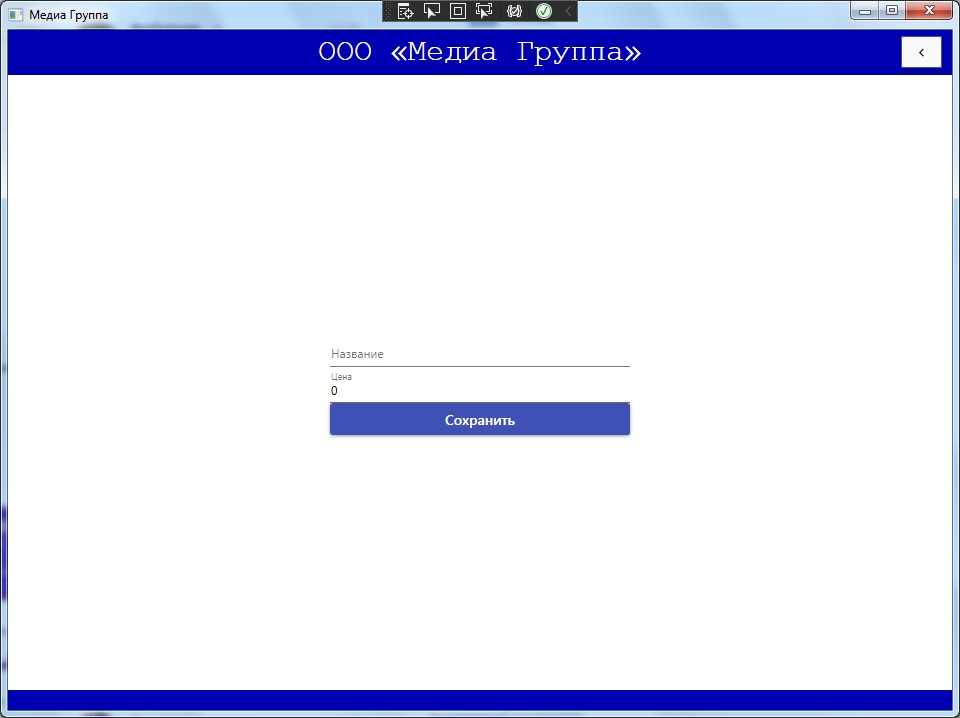 Медиа Группа
ООО «Медиа Группа»
<
Название
Цена
0
Сохранить